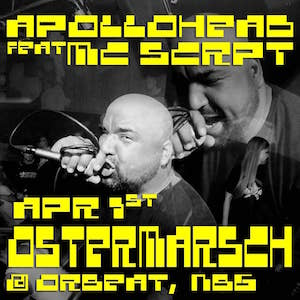 APOLLOHEAD
FEAT MC SCRPT
APR 1ST
OSTERMARSCH
@ ORBEAT, NBG